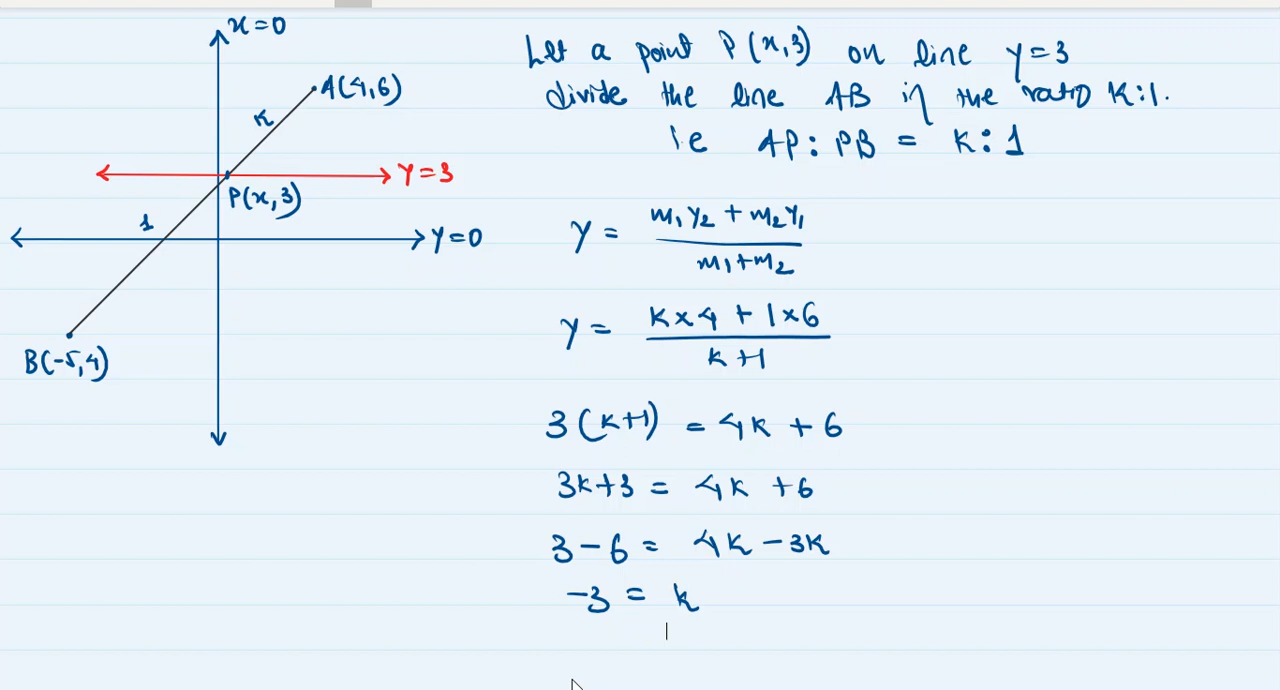 x=0
A(4,6)
K
Y=3
P(x,3)
1
Y=0
B(-5,4)
Let a point P(x,3) on line y=3
divide the line AB in the ratio K:1.
i.e AP : PB = K : 1
y = m₁y₂ + m₂y₁ / m₁+m₂
y = K×4 + 1×6 / k+1
3(k+1) = 4k + 6
3k+3 = 4k +6
3-6 = 4k - 3k
-3 = k